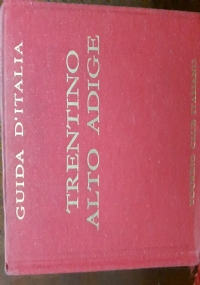 GUIDA D'ITALIA
TRENTINO
ALTO ADIGE
TOURING CLUB ITALIANO